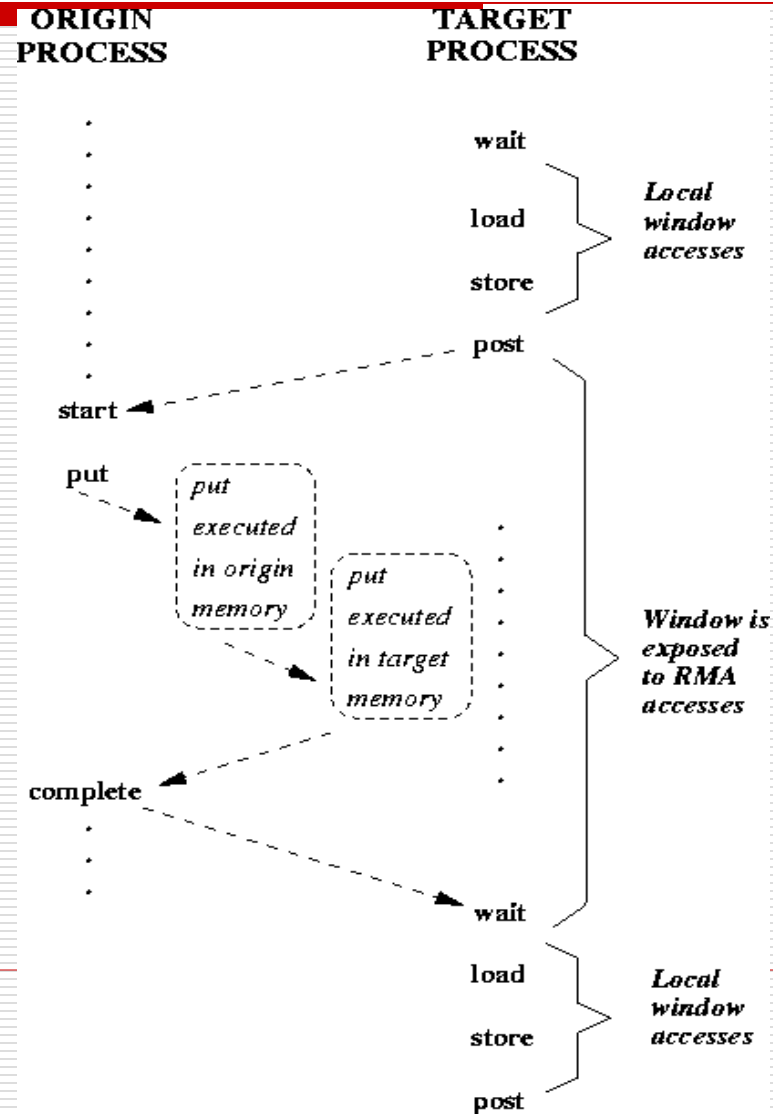 ORIGIN
PROCESS
TARGET
PROCESS
wait
load
store
post
Local
window
accesses
start
put
put
executed
in origin
memory
put
executed
in target
memory
Window is
exposed
to RMA
accesses
complete
wait
load
store
post
Local
window
accesses